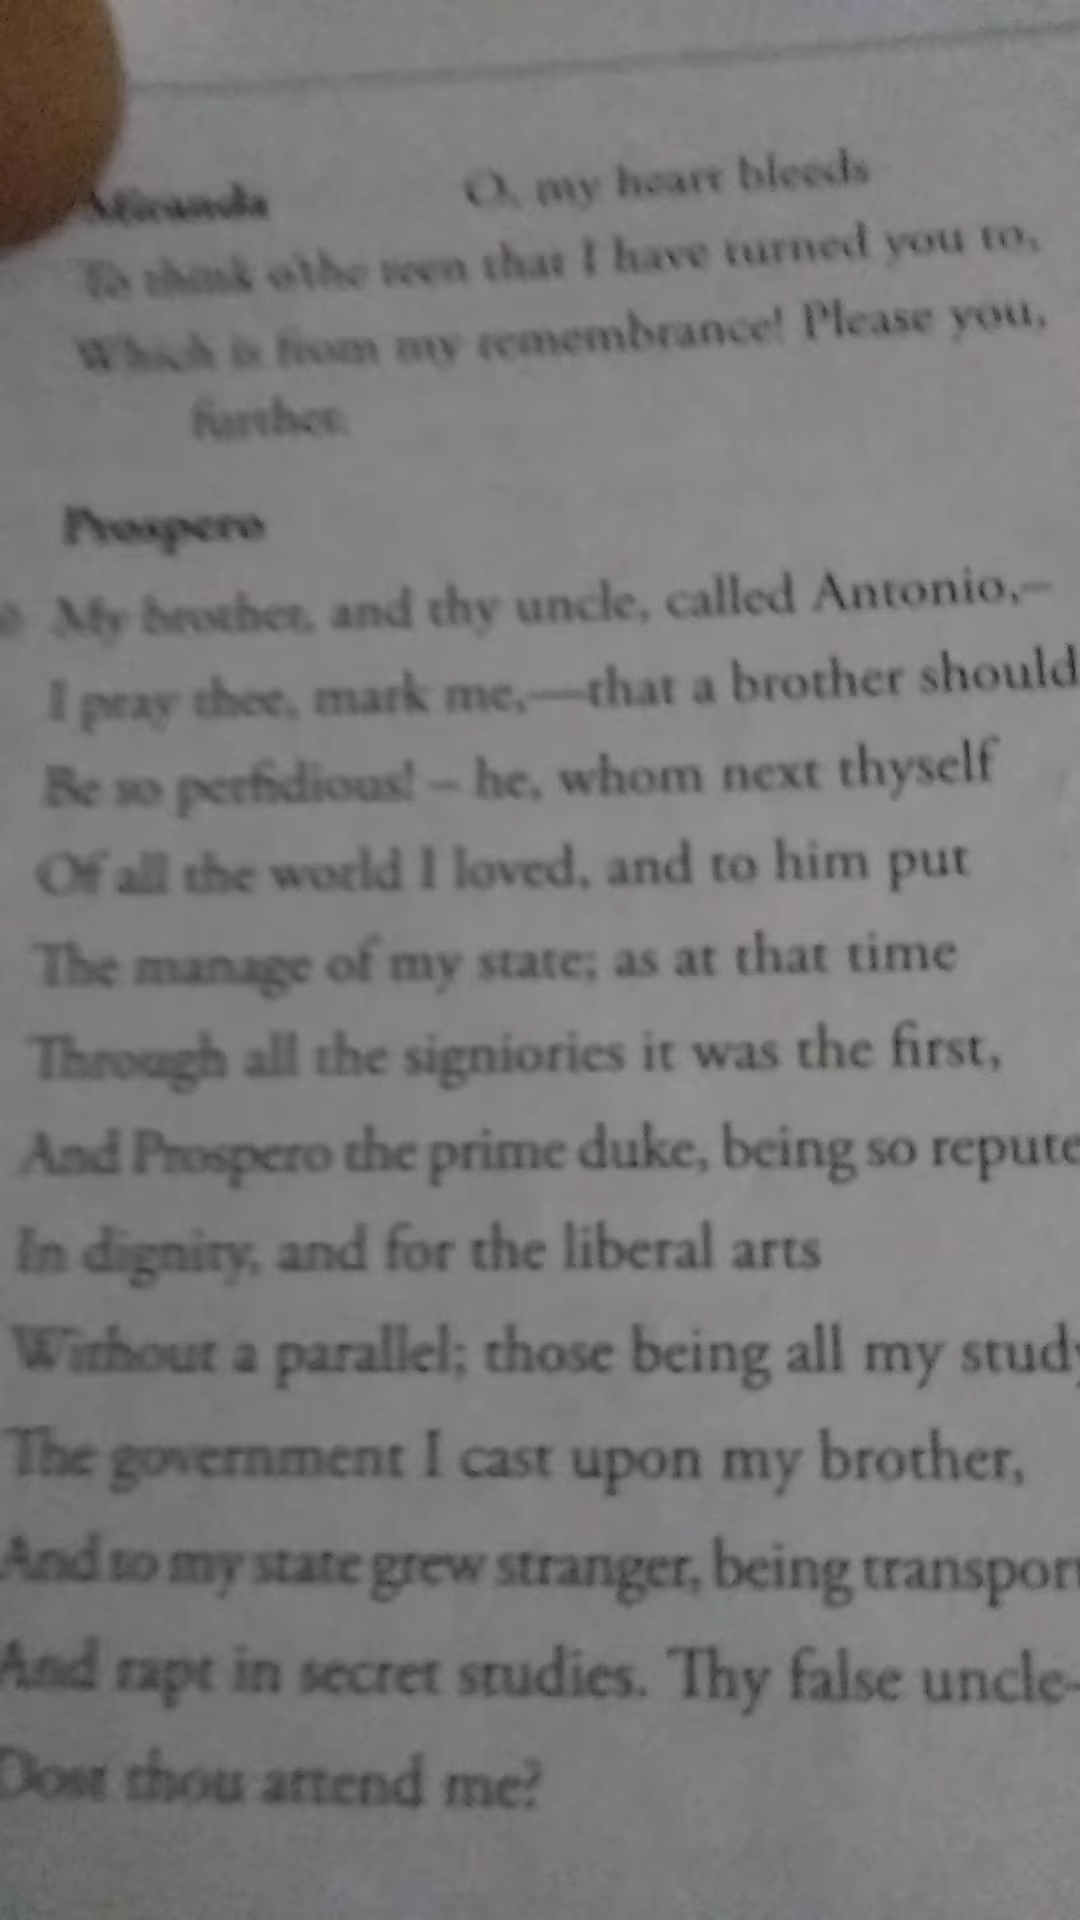 Miranda O, my heart bleeds
To think o'the teen that I have turned you to,
Which is from my remembrance! Please you,
further.
Prospero
My brother, and thy uncle, called Antonio,–
I pray thee, mark me,—that a brother should
Be so perfidious! – he, whom next thyself
Of all the world I loved, and to him put
The manage of my state; as at that time
Through all the signiories it was the first,
And Prospero the prime duke, being so repute
In dignity, and for the liberal arts
Without a parallel; those being all my study
The government I cast upon my brother,
And to my state grew stranger, being transport
And rapt in secret studies. Thy false uncle–
Dost thou attend me?